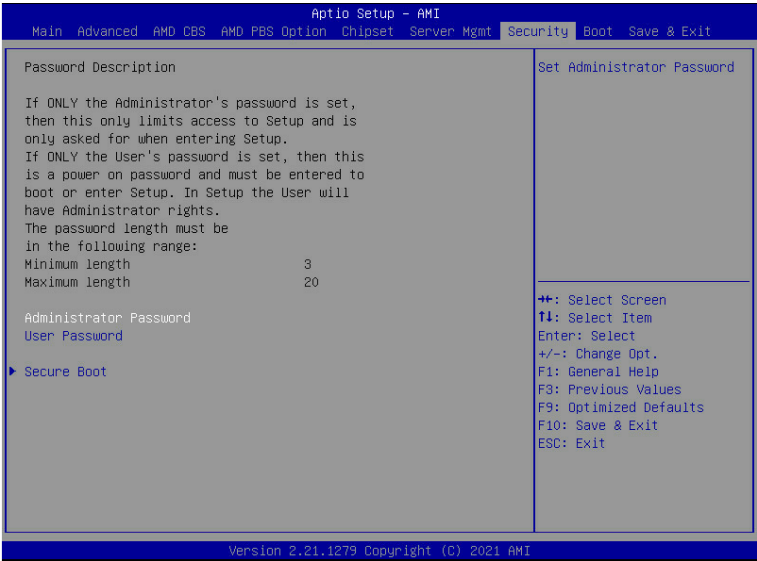 Aptio Setup – AMI
Main Advanced AMD CBS AMD PBS Option Chipset Server Mgmt Security Boot Save & Exit
Password Description
If ONLY the Administrator's password is set,
then this only limits access to Setup and is
only asked for when entering Setup.
If ONLY the User's password is set, then this
is a power on password and must be entered to
boot or enter Setup. In Setup the User will
have Administrator rights.
The password length must be
in the following range:
Minimum length 3
Maximum length 20
Administrator Password
User Password
Secure Boot
Set Administrator Password
→←: Select Screen
↑↓: Select Item
Enter: Select
+/-: Change Opt.
F1: General Help
F3: Previous Values
F9: Optimized Defaults
F10: Save & Exit
ESC: Exit
Version 2.21.1279 Copyright (C) 2021 AMI